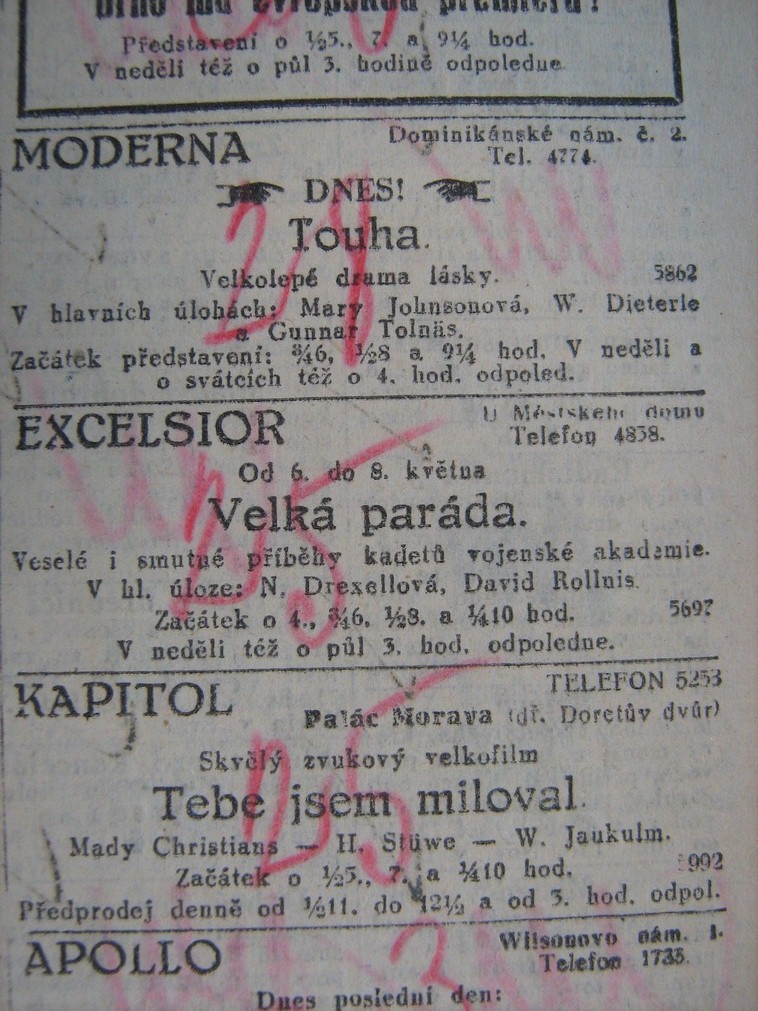 Brno má evropskou premiéru!
Představení o ½5., 7. a 9¼ hod.
V neděli též o půl 3. hodině odpoledne
MODERNA
Dominikánské nám. č. 2.
Tel. 4774.
DNES!
Touha.
Velkolepé drama lásky. 5862
V hlavních úlohách: Mary Johnsonová, W. Dieterle
a Gunnar Tolnäs.
Začátek představení: ¾6, ½8 a 9¼ hod. V neděli a
o svátcích též o 4. hod. odpoled.
EXCELSIOR
U Městského domu
Telefon 4838.
Od 6. do 8. května
Velká paráda.
Veselé i smutné příběhy kadetů vojenské akademie.
V hl. úloze: N. Drexellová, David Rollnis.
Začátek o 4., ¾6, ½8. a ¼10 hod. 5697
V neděli též o půl 3. hod. odpoledne.
KAPITOL
TELEFON 5253
Palác Morava (dř. Doretův dvůr)
Skvělý zvukový velkofilm
Tebe jsem miloval.
Mady Christians — H. Stüwe — W. Jaukulm.
Začátek o ½5., 7. a ¼10 hod. 992
Předprodej denně od ½11. do 12½ a od 3. hod. odpol.
APOLLO
Wilsonovo nám. 1.
Telefon 1735.
Dnes poslední den: